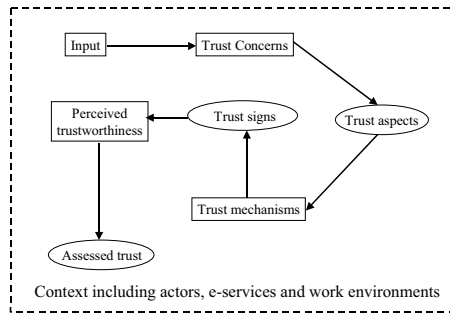 Input
Trust Concerns
Perceived
trustworthiness
Trust signs
Trust aspects
Trust mechanisms
Assessed trust
Context including actors, e-services and work environments